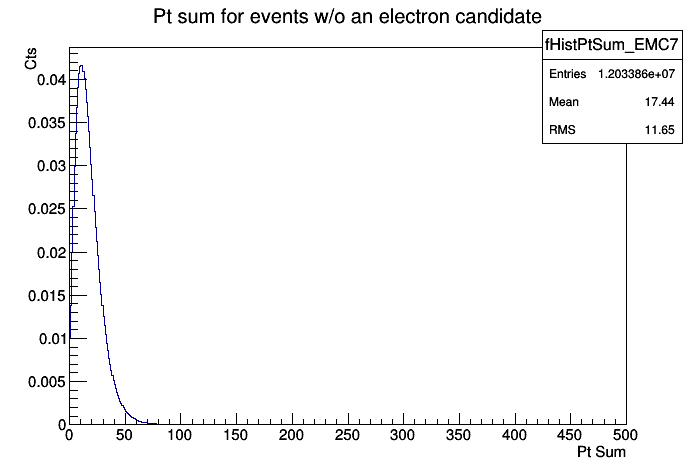 Pt sum for events w/o an electron candidate
fHistPtSum_EMC7
Entries 1.203386e+07
Mean 17.44
RMS 11.65
Cts
0.04
0.035
0.03
0.025
0.02
0.015
0.01
0.005
0
0 50 100 150 200 250 300 350 400 450 500
Pt Sum